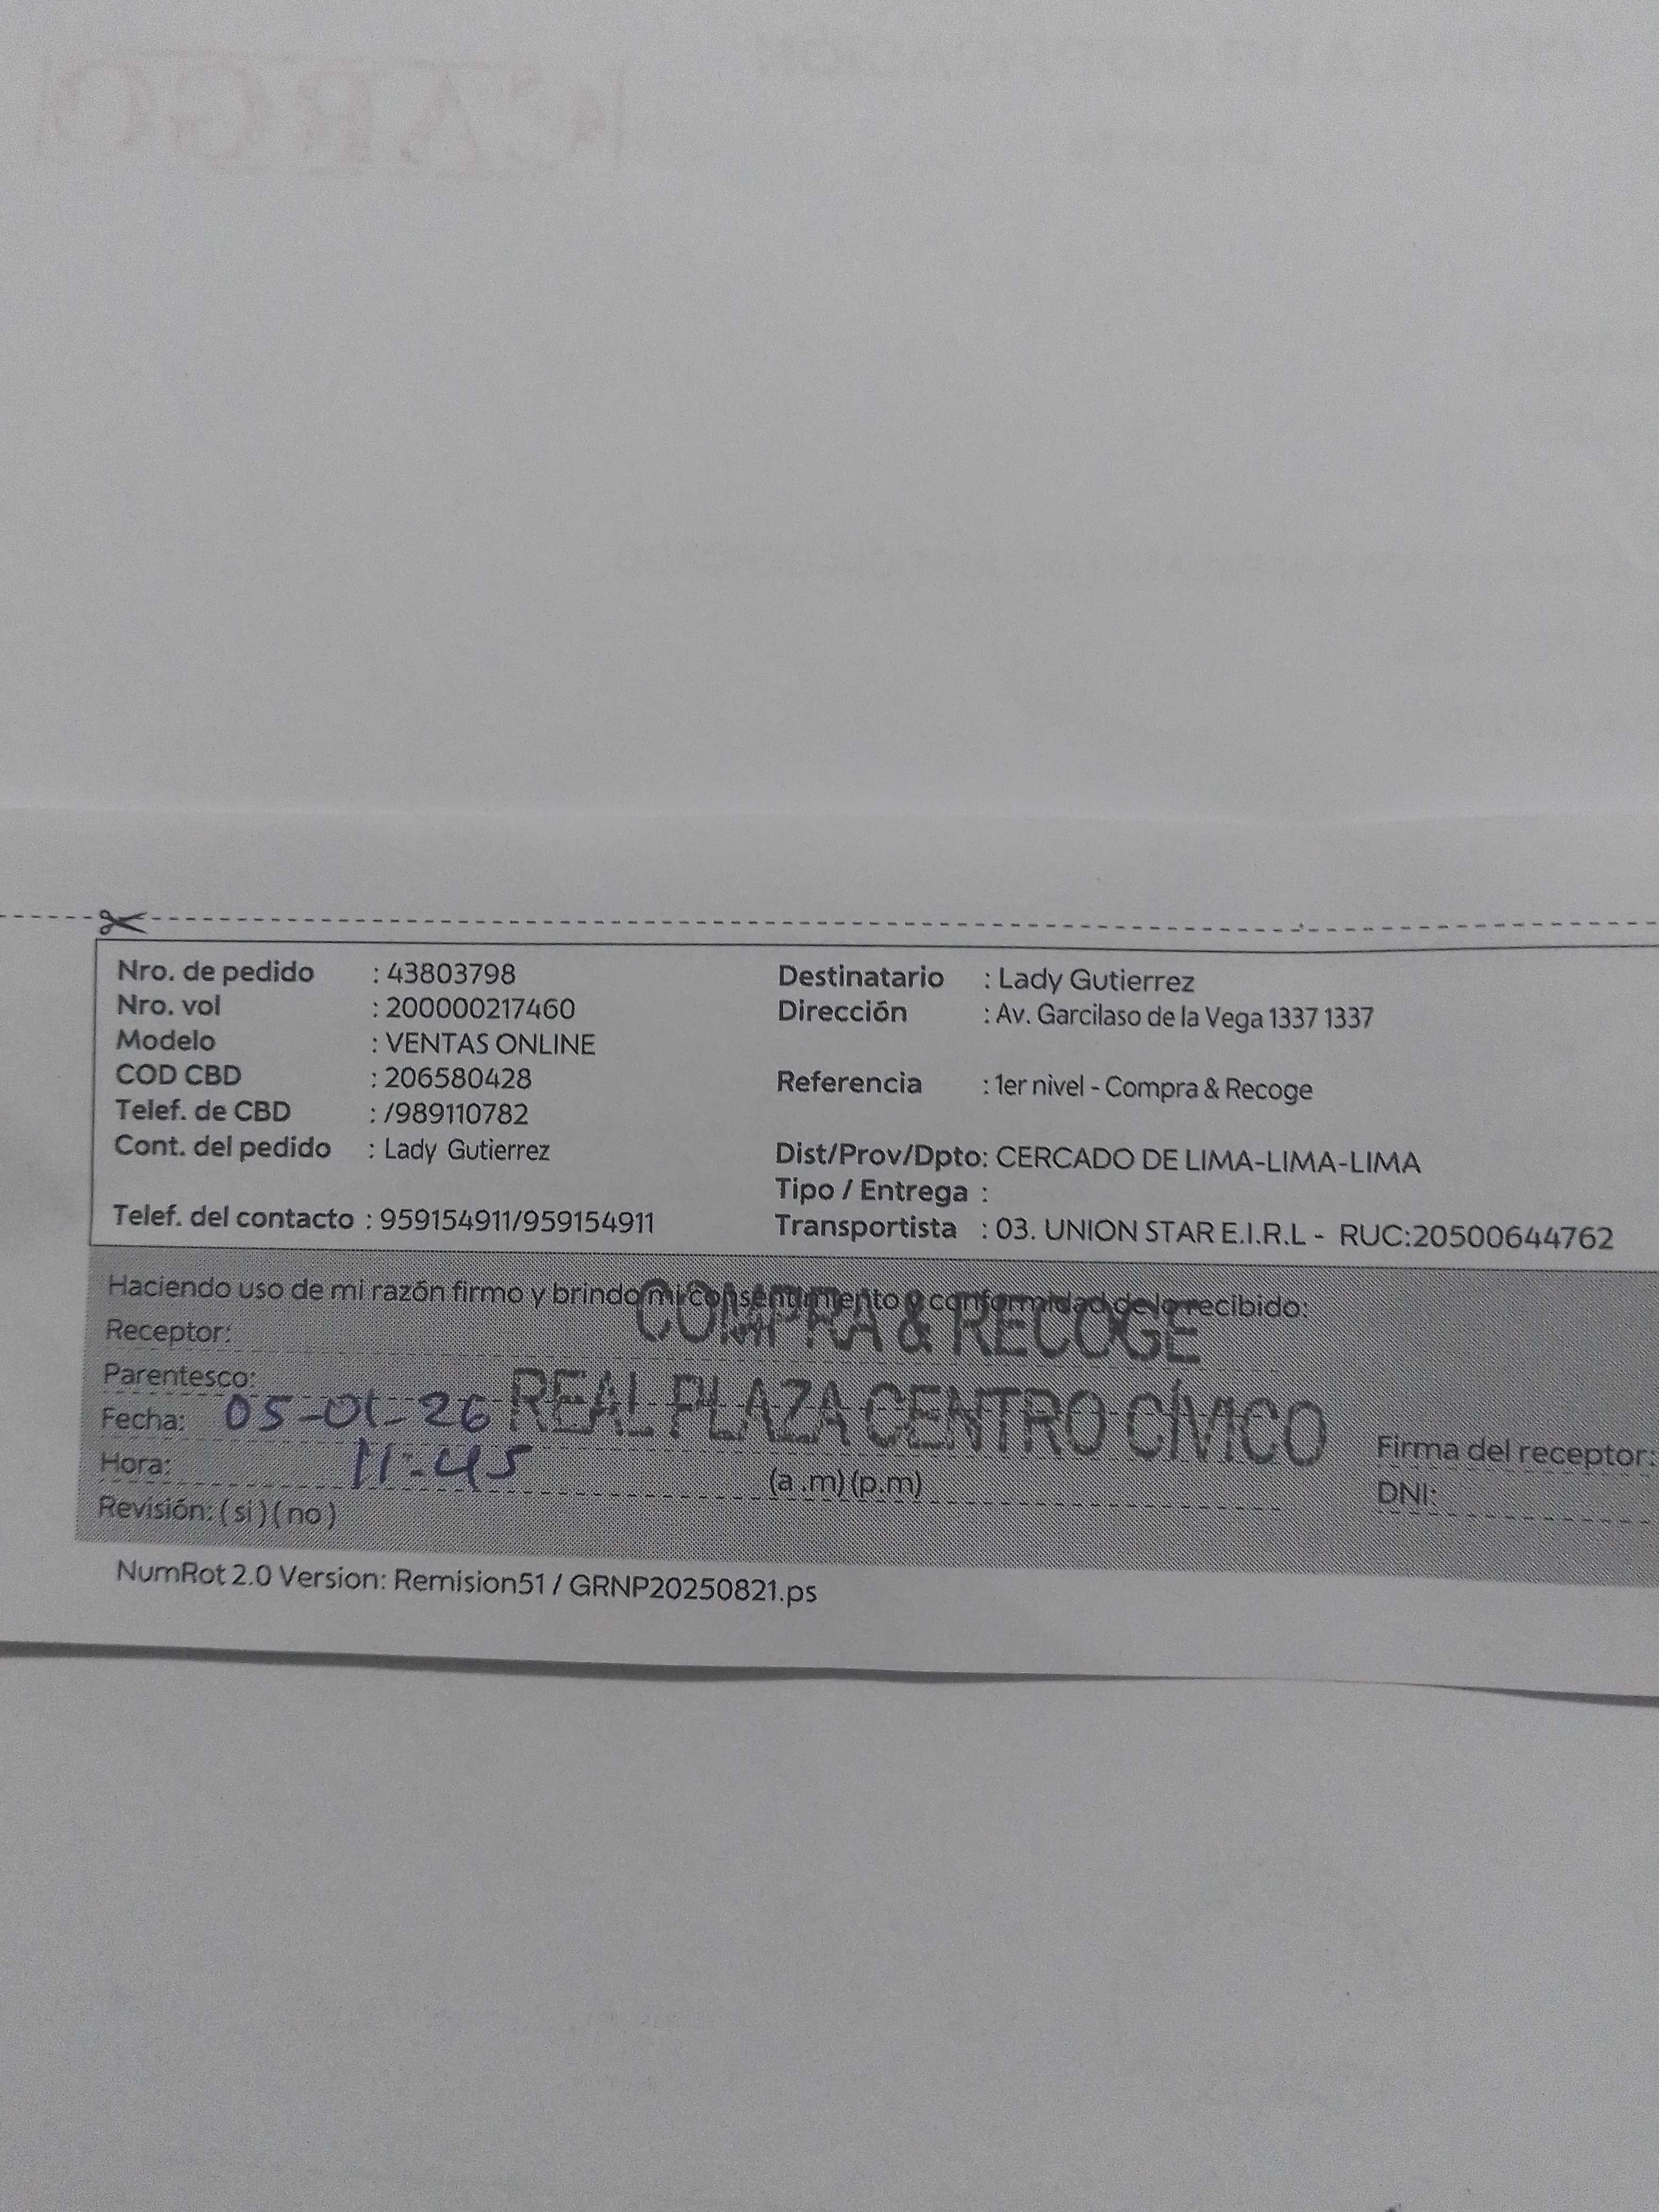 Nro. de pedido : 43803798
Nro. vol : 200000217460
Modelo : VENTAS ONLINE
COD CBD : 206580428
Telef. de CBD : /989110782
Cont. del pedido : Lady Gutierrez
Telef. del contacto : 959154911/959154911
Destinatario : Lady Gutierrez
Dirección : Av. Garcilaso de la Vega 1337 1337
Referencia : 1er nivel - Compra & Recoge
Dist/Prov/Dpto: CERCADO DE LIMA-LIMA-LIMA
Tipo / Entrega :
Transportista : 03. UNION STAR E.I.R.L - RUC:20500644762
Haciendo uso de mi razón firmo y brindo mi consentimiento y conformidad de lo recibido:
COMPRA & RECOGE
Receptor:
Parentesco:
REAL PLAZA CENTRO CÍVICO
Fecha: 05-01-26
Hora: 11:45 (a .m) (p.m)
Revisión: ( si ) ( no )
Firma del receptor:
DNI:
NumRot 2.0 Version: Remision51 / GRNP20250821.ps